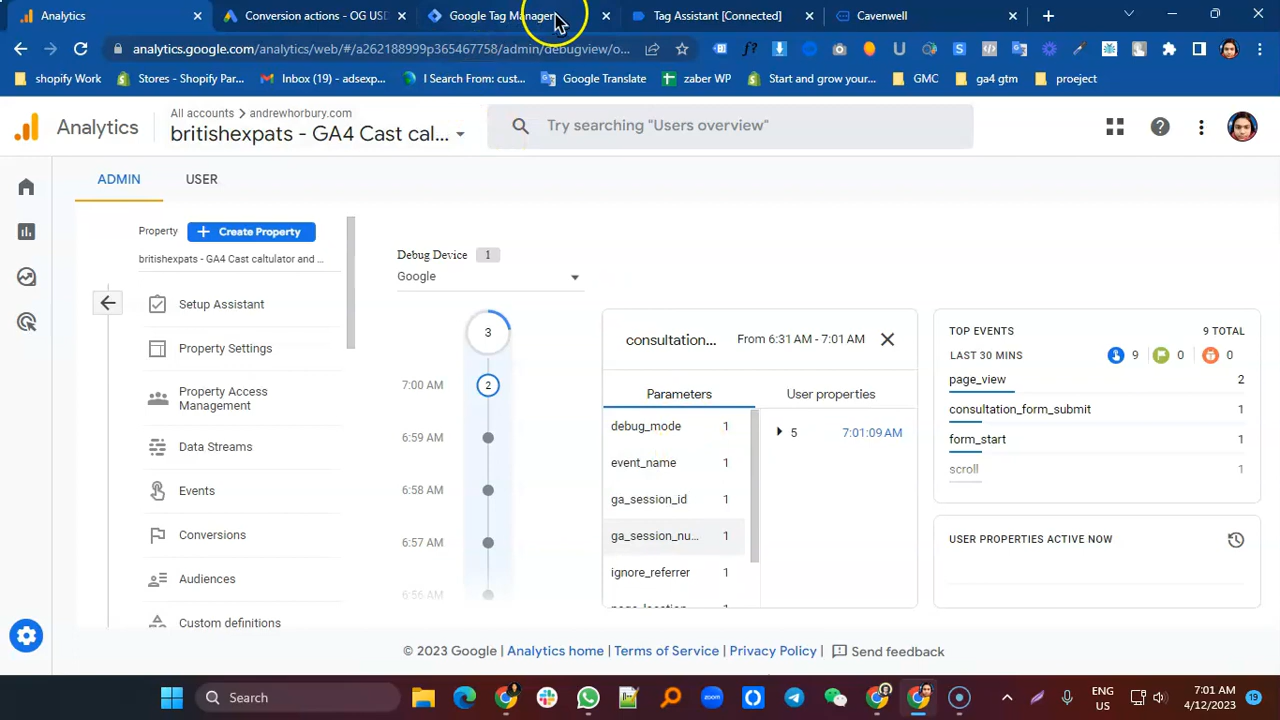 Analytics
Conversion actions - OG USD
Google Tag Manager
Tag Assistant [Connected]
Cavenwell
analytics.google.com/analytics/web/#/a262188999p365467758/admin/debugview/o...
shopify Work
Stores - Shopify Par...
Inbox (19) - adsexp...
I Search From: cust...
Google Translate
zaber WP
Start and grow your...
GMC
ga4 gtm
proeject
Analytics
All accounts > andrewhorbury.com
britishexpats - GA4 Cast cal...
Try searching "Users overview"
ADMIN
USER
Property
+ Create Property
britishexpats - GA4 Cast caltulator and ...
Setup Assistant
Property Settings
Property Access
Management
Data Streams
Events
Conversions
Audiences
Custom definitions
Debug Device 1
Google
3
7:00 AM 2
6:59 AM
6:58 AM
6:57 AM
6:56 AM
consultation... From 6:31 AM - 7:01 AM
Parameters
User properties
debug_mode 1
event_name 1
ga_session_id 1
ga_session_nu... 1
ignore_referrer 1
5 7:01:09 AM
TOP EVENTS 9 TOTAL
LAST 30 MINS 9 0 0
page_view 2
consultation_form_submit 1
form_start 1
scroll 1
USER PROPERTIES ACTIVE NOW
© 2023 Google | Analytics home | Terms of Service | Privacy Policy | Send feedback
Search
zoom
ENG
US
7:01 AM
4/12/2023
19